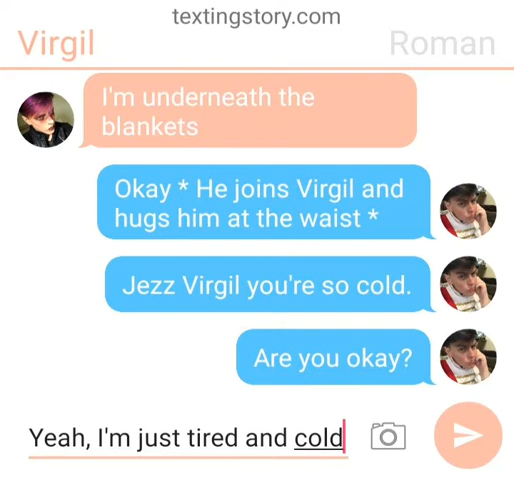 textingstory.com
Virgil
Roman
I'm underneath the
blankets
Okay * He joins Virgil and
hugs him at the waist *
Jezz Virgil you're so cold.
Are you okay?
Yeah, I'm just tired and cold